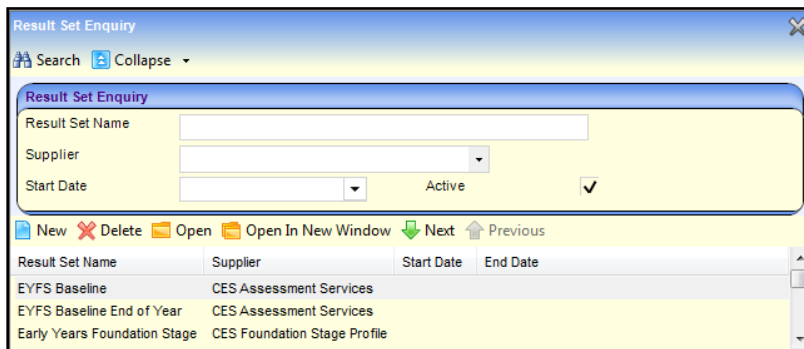 Result Set Enquiry
Search Collapse
Result Set Enquiry
Result Set Name
Supplier
Start Date Active
New Delete Open Open In New Window Next Previous
Result Set Name Supplier Start Date End Date
EYFS Baseline CES Assessment Services
EYFS Baseline End of Year CES Assessment Services
Early Years Foundation Stage CES Foundation Stage Profile